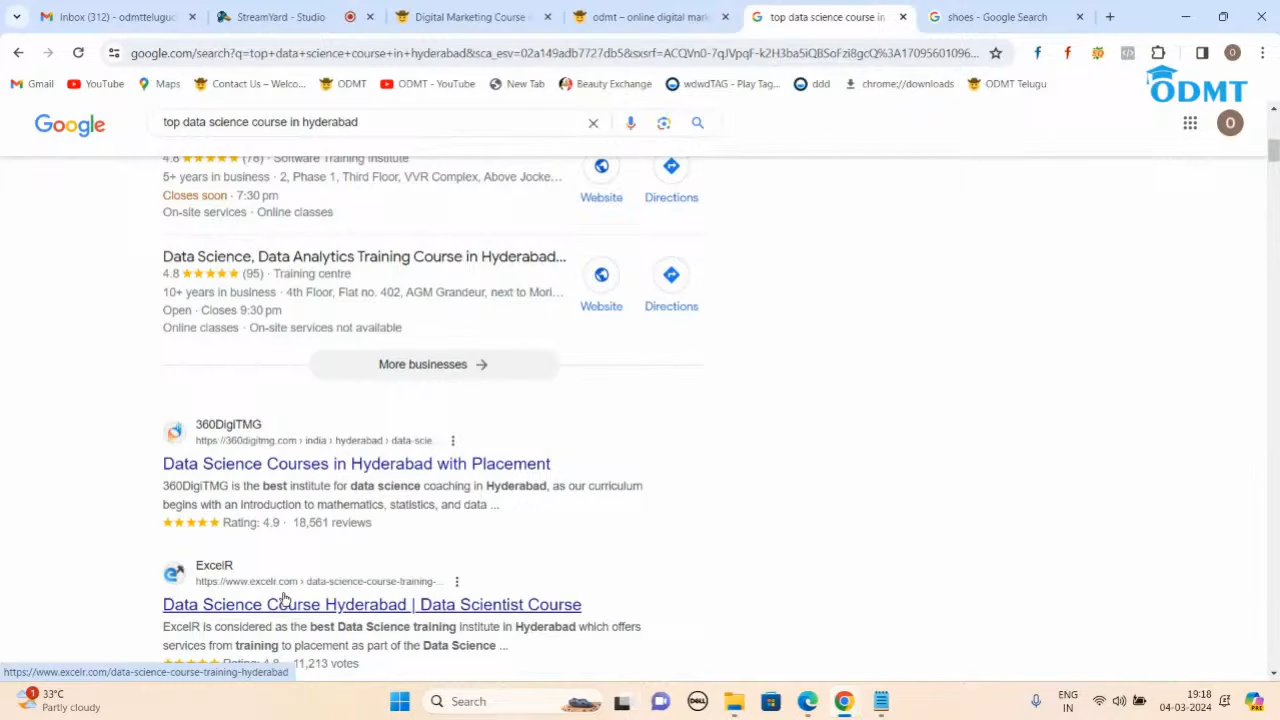 Inbox (312) - odmtteluguc
StreamYard - Studio
Digital Marketing Course
odmt – online digital mark
top data science course in
shoes - Google Search
google.com/search?q=top+data+science+course+in+hyderabad&sca_esv=02a149adb7727db5&sxsrf=ACQVn0-7qJVpqF-k2H3ba5iQBSoFzi8gcQ%3A17095601096...
Gmail
YouTube
Maps
Contact Us – Welco...
ODMT
ODMT - YouTube
New Tab
Beauty Exchange
wdwdTAG - Play Tag...
ddd
chrome://downloads
ODMT Telugu
ODMT
Google
top data science course in hyderabad
O
4.8 (78) · Software Training Institute
5+ years in business · 2, Phase 1, Third Floor, VVR Complex, Above Jocke...
Closes soon · 7:30 pm
On-site services · Online classes
Website
Directions
Data Science, Data Analytics Training Course in Hyderabad...
4.8 (95) · Training centre
10+ years in business · 4th Floor, Flat no. 402, AGM Grandeur, next to Mori...
Open · Closes 9:30 pm
Online classes · On-site services not available
Website
Directions
More businesses
360DigiTMG
https://360digitmg.com › india › hyderabad › data-scie...
Data Science Courses in Hyderabad with Placement
360DigiTMG is the best institute for data science coaching in Hyderabad, as our curriculum
begins with an introduction to mathematics, statistics, and data ...
Rating: 4.9 · 18,561 reviews
ExcelR
https://www.excelr.com › data-science-course-training-...
Data Science Course Hyderabad | Data Scientist Course
ExcelR is considered as the best Data Science training institute in Hyderabad which offers
services from training to placement as part of the Data Science ...
Rating: 4.8 · 11,213 votes
https://www.excelr.com/data-science-course-training-hyderabad
1
33°C
Partly cloudy
Search
DELL
ENG
IN
19:18
04-03-2024